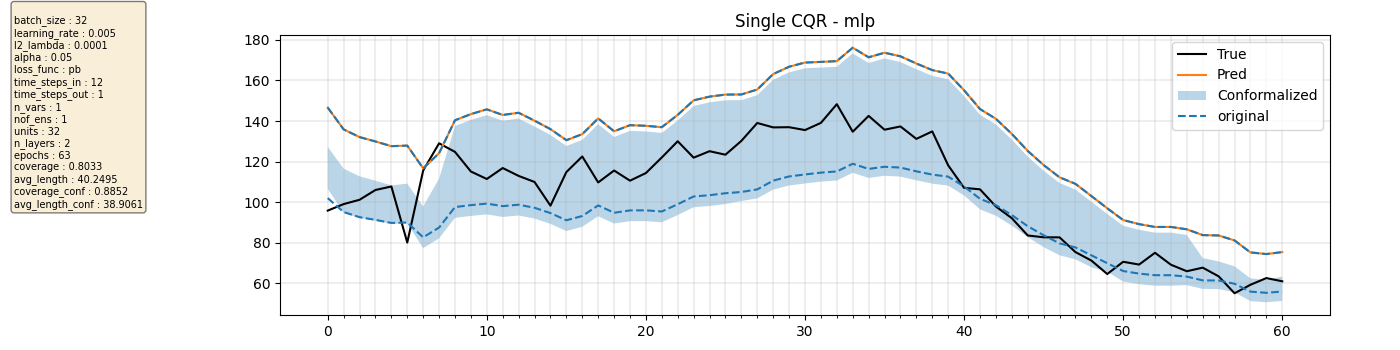 batch_size : 32
learning_rate : 0.005
l2_lambda : 0.0001
alpha : 0.05
loss_func : pb
time_steps_in : 12
time_steps_out : 1
n_vars : 1
nof_ens : 1
units : 32
n_layers : 2
epochs : 63
coverage : 0.8033
avg_length : 40.2495
coverage_conf : 0.8852
avg_length_conf : 38.9061
Single CQR - mlp
180
160
140
120
100
80
60
True
Pred
Conformalized
original
0 10 20 30 40 50 60